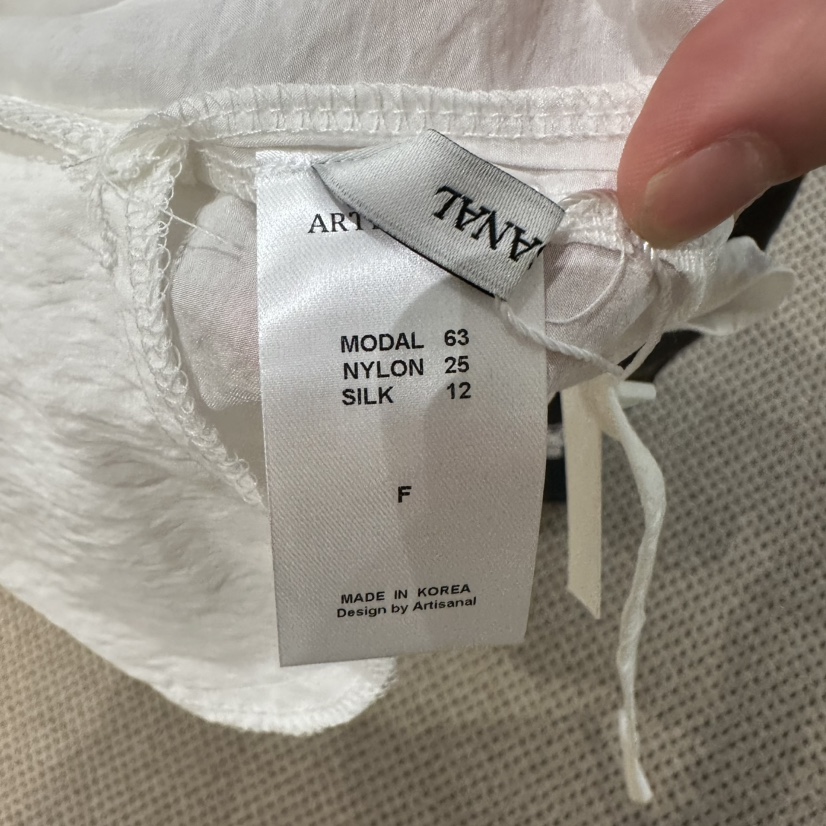 MODAL 63
NYLON 25
SILK 12
F
MADE IN KOREA
Design by Artisanal